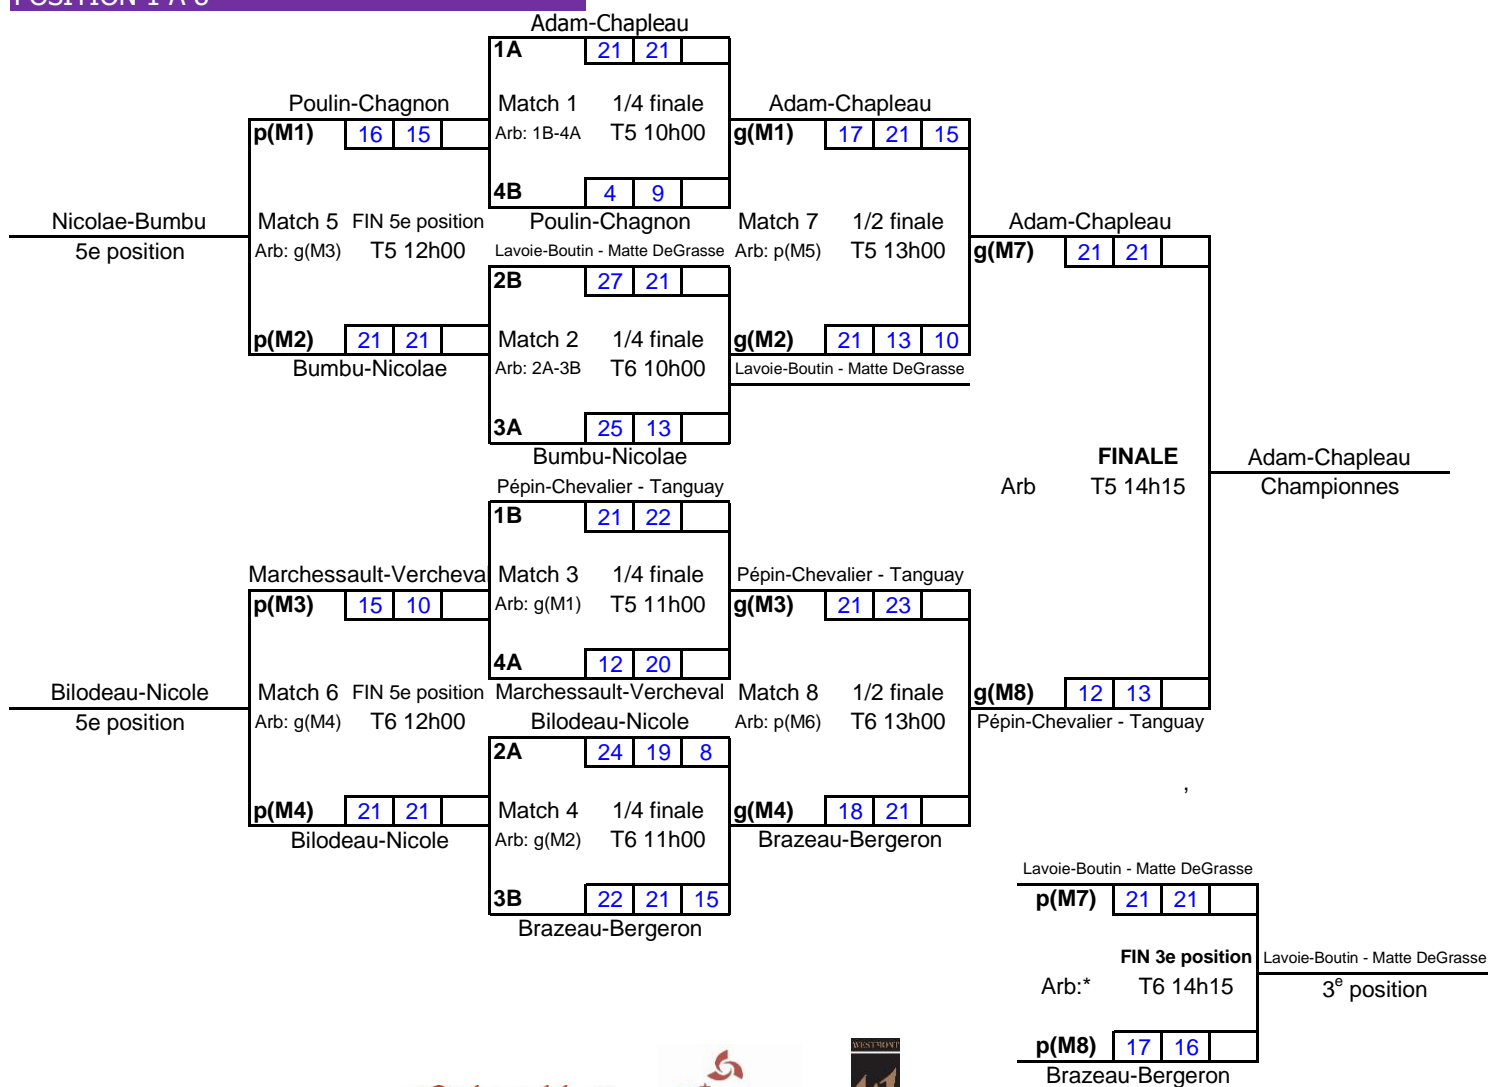 POSITION 1 À 8
Adam-Chapleau
1A 21 21
Poulin-Chagnon Match 1 1/4 finale Adam-Chapleau
p(M1) 16 15 Arb: 1B-4A T5 10h00 g(M1) 17 21 15
4B 4 9
Nicolae-Bumbu Match 5 FIN 5e position Poulin-Chagnon Match 7 1/2 finale Adam-Chapleau
5e position Arb: g(M3) T5 12h00 Lavoie-Boutin - Matte DeGrasse Arb: p(M5) T5 13h00 g(M7) 21 21
2B 27 21
p(M2) 21 21 Match 2 1/4 finale g(M2) 21 13 10
Bumbu-Nicolae Arb: 2A-3B T6 10h00 Lavoie-Boutin - Matte DeGrasse
3A 25 13
Bumbu-Nicolae FINALE Adam-Chapleau
Pépin-Chevalier - Tanguay Arb T5 14h15 Championnes
1B 21 22
Marchessault-Vercheval Match 3 1/4 finale Pépin-Chevalier - Tanguay
p(M3) 15 10 Arb: g(M1) T5 11h00 g(M3) 21 23
4A 12 20
Bilodeau-Nicole Match 6 FIN 5e position Marchessault-Vercheval Match 8 1/2 finale g(M8) 12 13
5e position Arb: g(M4) T6 12h00 Bilodeau-Nicole Arb: p(M6) T6 13h00 Pépin-Chevalier - Tanguay
2A 24 19 8
,
p(M4) 21 21 Match 4 1/4 finale g(M4) 18 21
Bilodeau-Nicole Arb: g(M2) T6 11h00 Brazeau-Bergeron
Lavoie-Boutin - Matte DeGrasse
3B 22 21 15 p(M7) 21 21
Brazeau-Bergeron
FIN 3e position Lavoie-Boutin - Matte DeGrasse
Arb:* T6 14h15 3e position
WESTMONT
p(M8) 17 16
Brazeau-Bergeron